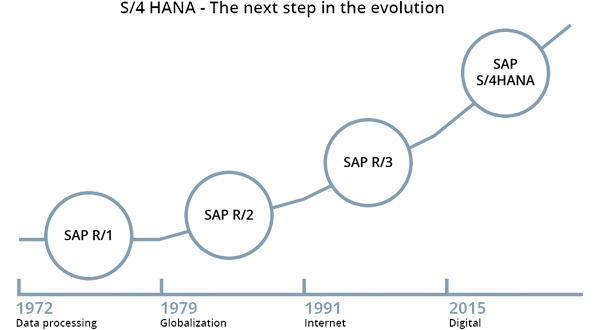 S/4 HANA - The next step in the evolution
SAP
S/4HANA
SAP R/3
SAP R/2
SAP R/1
1972
Data processing
1979
Globalization
1991
Internet
2015
Digital